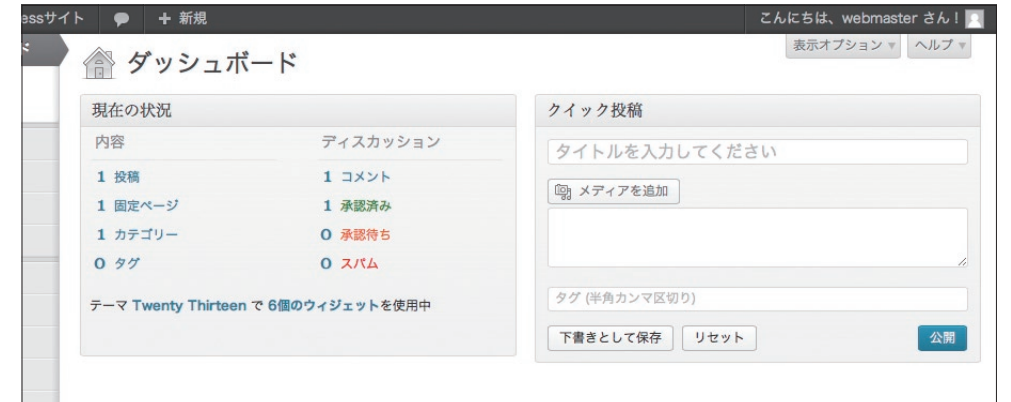 essサイト 新規 こんにちは、webmaster さん！
ド
表示オプション ヘルプ
ダッシュボード
現在の状況
内容 ディスカッション
1 投稿 1 コメント
1 固定ページ 1 承認済み
1 カテゴリー 0 承認待ち
0 タグ 0 スパム
テーマ Twenty Thirteen で 6個のウィジェットを使用中
クイック投稿
タイトルを入力してください
メディアを追加
タグ (半角カンマ区切り)
下書きとして保存 リセット 公開